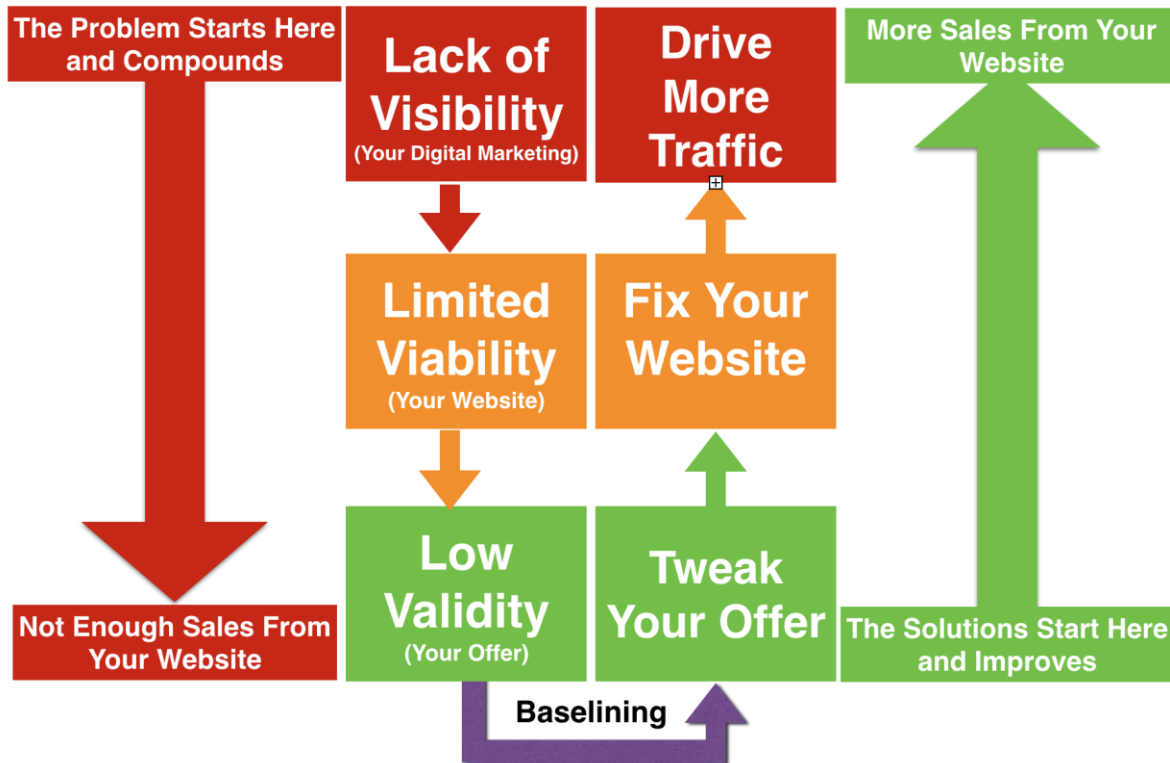 The Problem Starts Here
and Compounds
Not Enough Sales From
Your Website
Lack of
Visibility
(Your Digital Marketing)
Limited
Viability
(Your Website)
Low
Validity
(Your Offer)
Baselining
Tweak
Your Offer
Fix Your
Website
Drive
More
Traffic
The Solutions Start Here
and Improves
More Sales From Your
Website